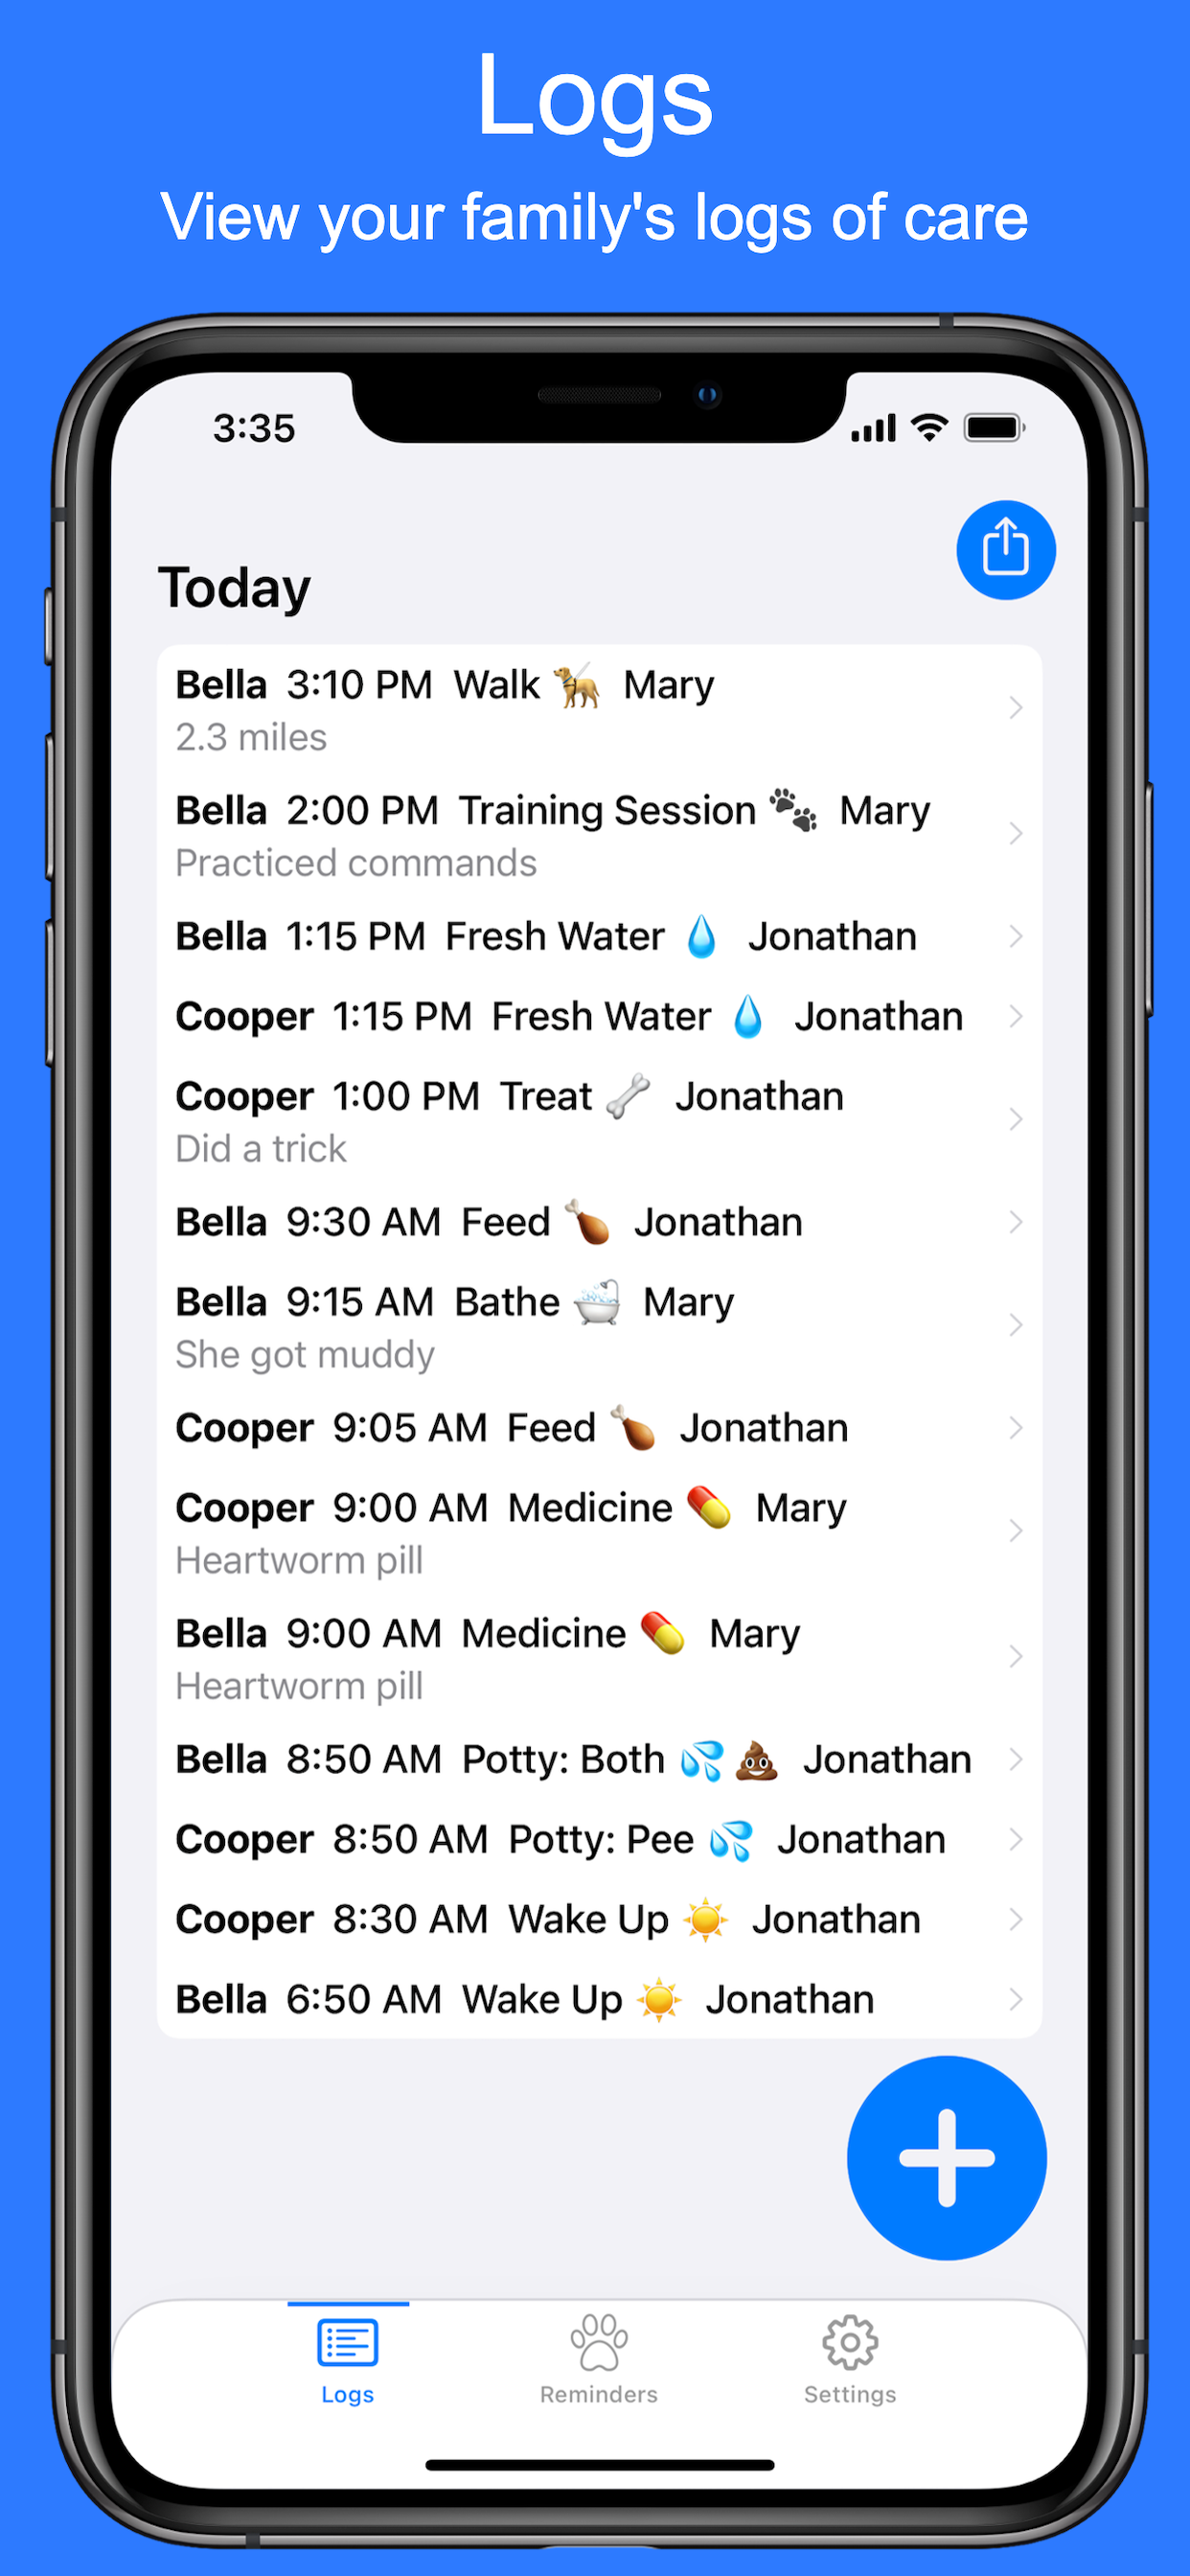 Logs
View your family's logs of care
3:35
Today
Bella 3:10 PM Walk 🦮 Mary
2.3 miles
Bella 2:00 PM Training Session 🐾 Mary
Practiced commands
Bella 1:15 PM Fresh Water 💧 Jonathan
Cooper 1:15 PM Fresh Water 💧 Jonathan
Cooper 1:00 PM Treat 🦴 Jonathan
Did a trick
Bella 9:30 AM Feed 🍗 Jonathan
Bella 9:15 AM Bathe 🛁 Mary
She got muddy
Cooper 9:05 AM Feed 🍗 Jonathan
Cooper 9:00 AM Medicine 💊 Mary
Heartworm pill
Bella 9:00 AM Medicine 💊 Mary
Heartworm pill
Bella 8:50 AM Potty: Both 💦 💩 Jonathan
Cooper 8:50 AM Potty: Pee 💦 Jonathan
Cooper 8:30 AM Wake Up ☀️ Jonathan
Bella 6:50 AM Wake Up ☀️ Jonathan
Logs
Reminders
Settings